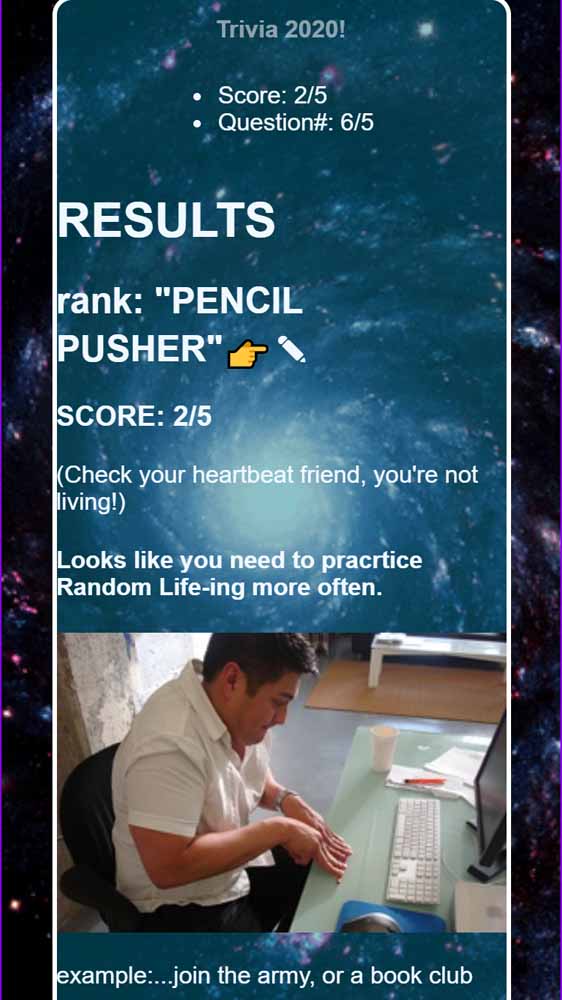 Trivia 2020!
Score: 2/5
Question#: 6/5
RESULTS
rank: "PENCIL
PUSHER" 👉 ✏
SCORE: 2/5
(Check your heartbeat friend, you're not
living!)
Looks like you need to pracrtice
Random Life-ing more often.
example:...join the army, or a book club